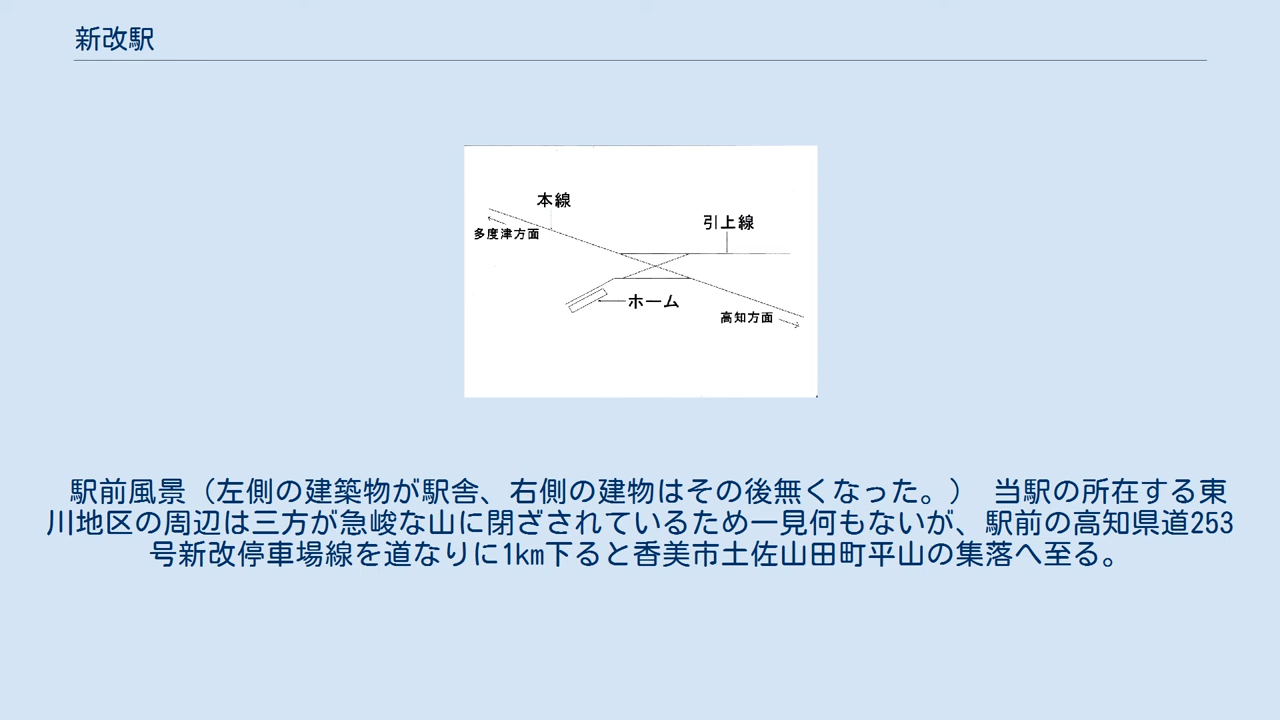 新改駅
本線
引上線
多度津方面
ホーム
高知方面
駅前風景（左側の建築物が駅舎、右側の建物はその後無くなった。） 当駅の所在する東
川地区の周辺は三方が急峻な山に閉ざされているため一見何もないが、駅前の高知県道253
号新改停車場線を道なりに1km下ると香美市土佐山田町平山の集落へ至る。